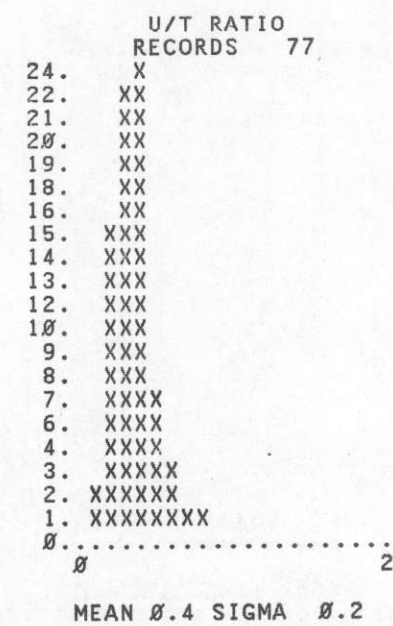 U/T RATIO
RECORDS 77
24. X
22. XX
21. XX
2Ø. XX
19. XX
18. XX
16. XX
15. XXX
14. XXX
13. XXX
12. XXX
1Ø. XXX
9. XXX
8. XXX
7. XXXX
6. XXXX
4. XXXX
3. XXXXX
2. XXXXXX
1. XXXXXXXX
Ø......................
Ø 2
MEAN Ø.4 SIGMA Ø.2